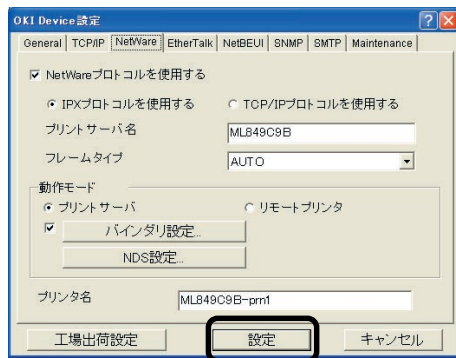 OKI Device設定
General TCP/IP NetWare EtherTalk NetBEUI SNMP SMTP Maintenance
NetWareプロトコルを使用する
IPXプロトコルを使用する TCP/IPプロトコルを使用する
プリントサーバ名 ML849C9B
フレームタイプ AUTO
動作モード
プリントサーバ リモートプリンタ
バインダリ設定...
NDS設定...
プリンタ名 ML849C9B-prn1
工場出荷設定 設定 キャンセル